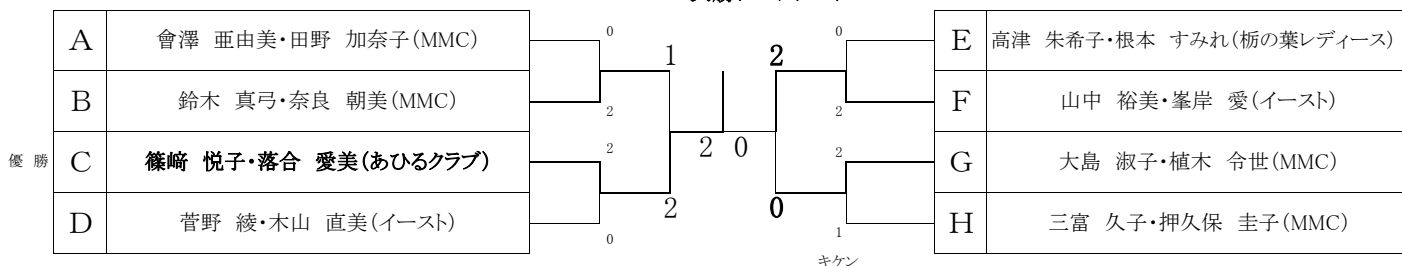 A 會澤 亜由美・田野 加奈子(MMC) 0
B 鈴木 真弓・奈良 朝美(MMC) 2
1
優 勝 C 篠﨑 悦子・落合 愛美(あひるクラブ) 2
D 菅野 綾・木山 直美(イースト) 0
2
2 0
2
0 E 高津 朱希子・根本 すみれ(栃の葉レディース)
2 F 山中 裕美・峯岸 愛(イースト)
2 G 大島 淑子・植木 令世(MMC)
0
1 H 三富 久子・押久保 圭子(MMC)
キケン